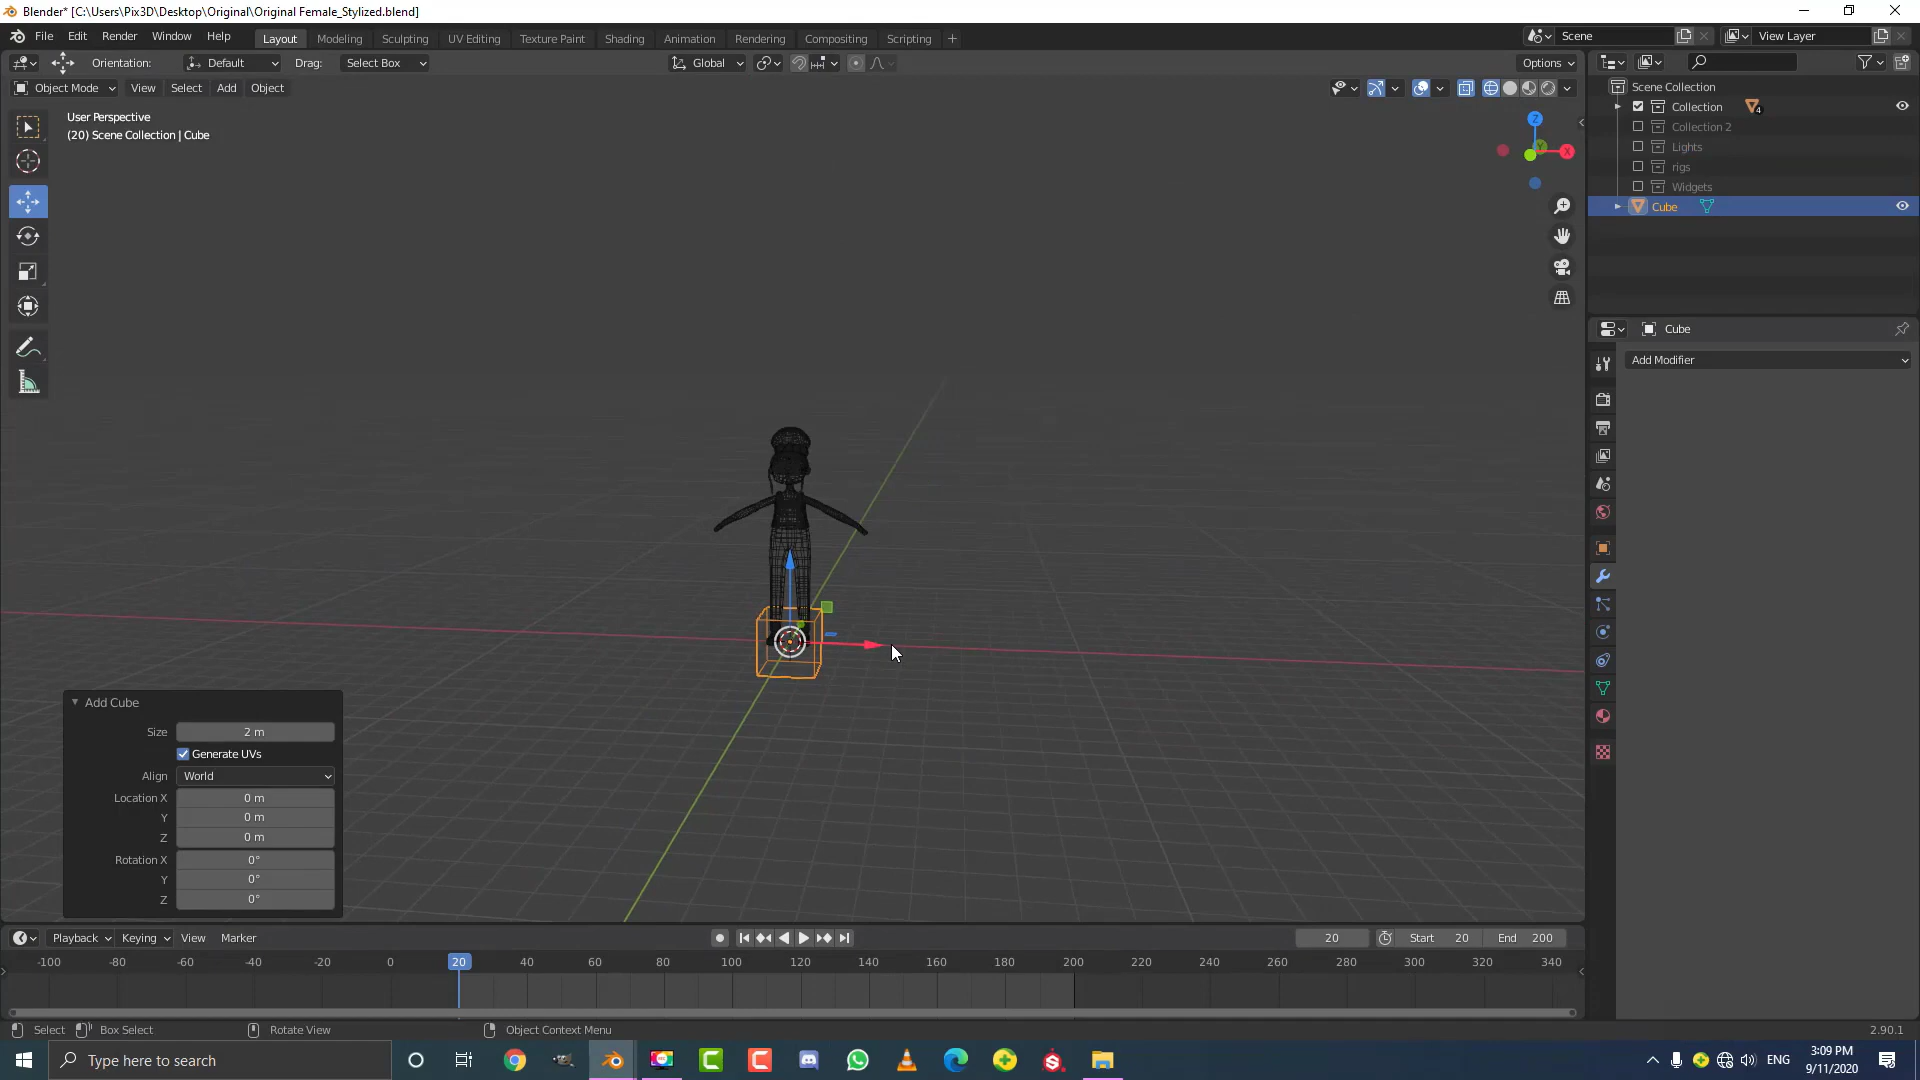 Blender* [C:\Users\Pix3D\Desktop\Original\Original Female_Stylized.blend]
File Edit Render Window Help
Layout Modeling Sculpting UV Editing Texture Paint Shading Animation Rendering Compositing Scripting +
Scene
View Layer
Orientation: Default Drag: Select Box
Global
Options
Object Mode View Select Add Object
User Perspective
(20) Scene Collection | Cube
Z
Y
X
Scene Collection
Collection 4
Collection 2
Lights
rigs
Widgets
Cube
Cube
Add Modifier
Add Cube
Size 2 m
Generate UVs
Align World
Location X 0 m
Y 0 m
Z 0 m
Rotation X 0°
Y 0°
Z 0°
Playback Keying View Marker
20 Start 20 End 200
-100 -80 -60 -40 -20 0 20 40 60 80 100 120 140 160 180 200 220 240 260 280 300 320 340
Select Box Select Rotate View Object Context Menu 2.90.1
Type here to search
ENG
3:09 PM
9/11/2020